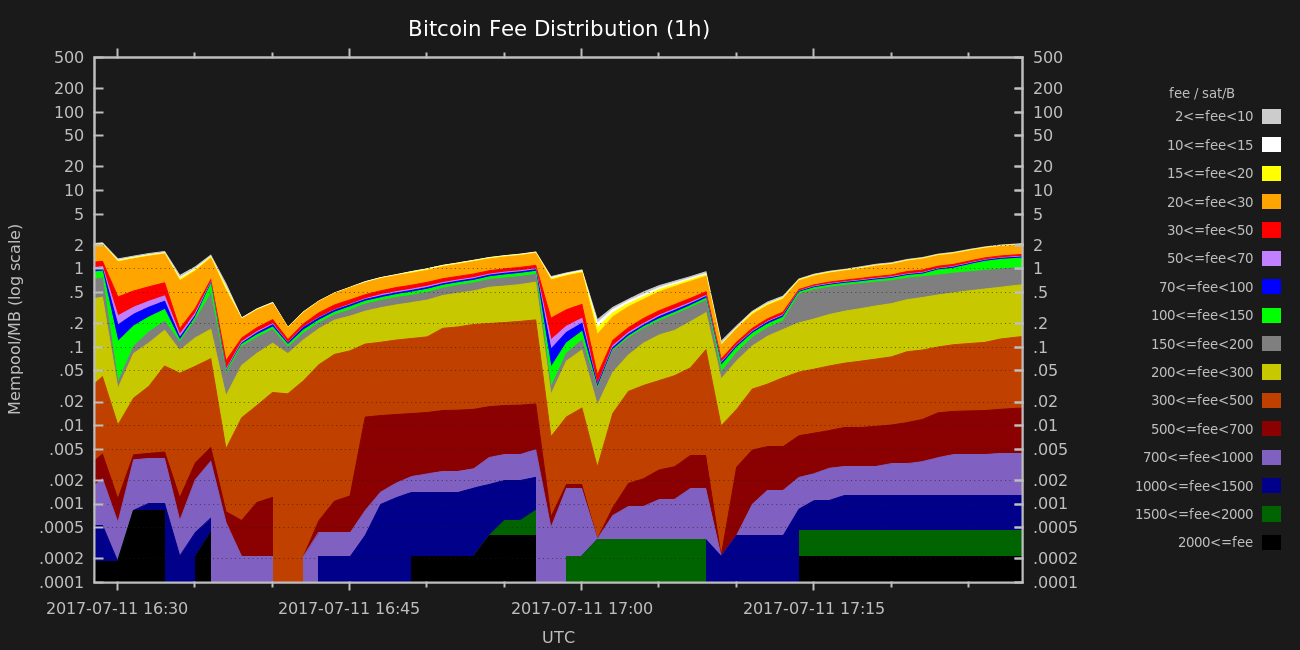 Bitcoin Fee Distribution (1h)
500 500
200 200
100 100
50 50
20 20
10 10
5 5
2 2
1 1
.5 .5
.2 .2
.1 .1
.05 .05
.02 .02
.01 .01
.005 .005
.002 .002
.001 .001
.0005 .0005
.0002 .0002
.0001 .0001
Mempool/MB (log scale)
2017-07-11 16:30 2017-07-11 16:45 2017-07-11 17:00 2017-07-11 17:15
UTC
fee / sat/B
2<=fee<10
10<=fee<15
15<=fee<20
20<=fee<30
30<=fee<50
50<=fee<70
70<=fee<100
100<=fee<150
150<=fee<200
200<=fee<300
300<=fee<500
500<=fee<700
700<=fee<1000
1000<=fee<1500
1500<=fee<2000
2000<=fee